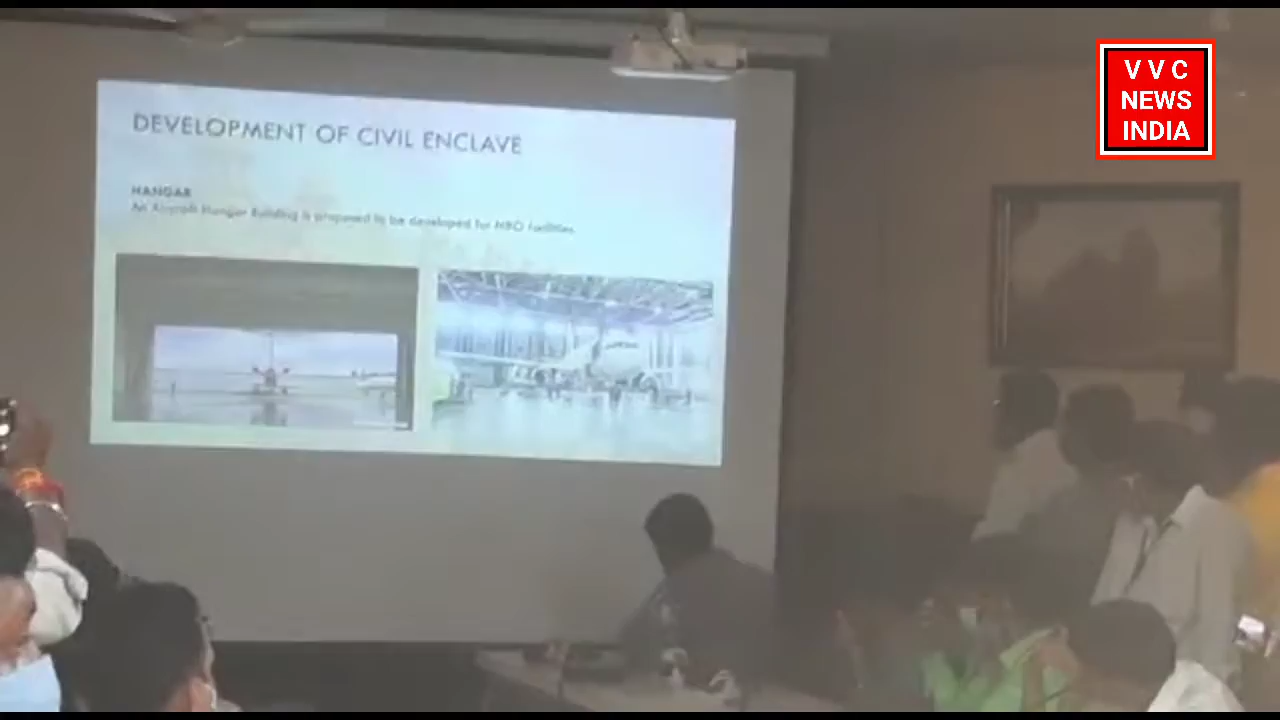 V V C
NEWS
INDIA
DEVELOPMENT OF CIVIL ENCLAVE
HANGAR
An Aircraft Hangar Building is proposed to be developed for MRO facilities.